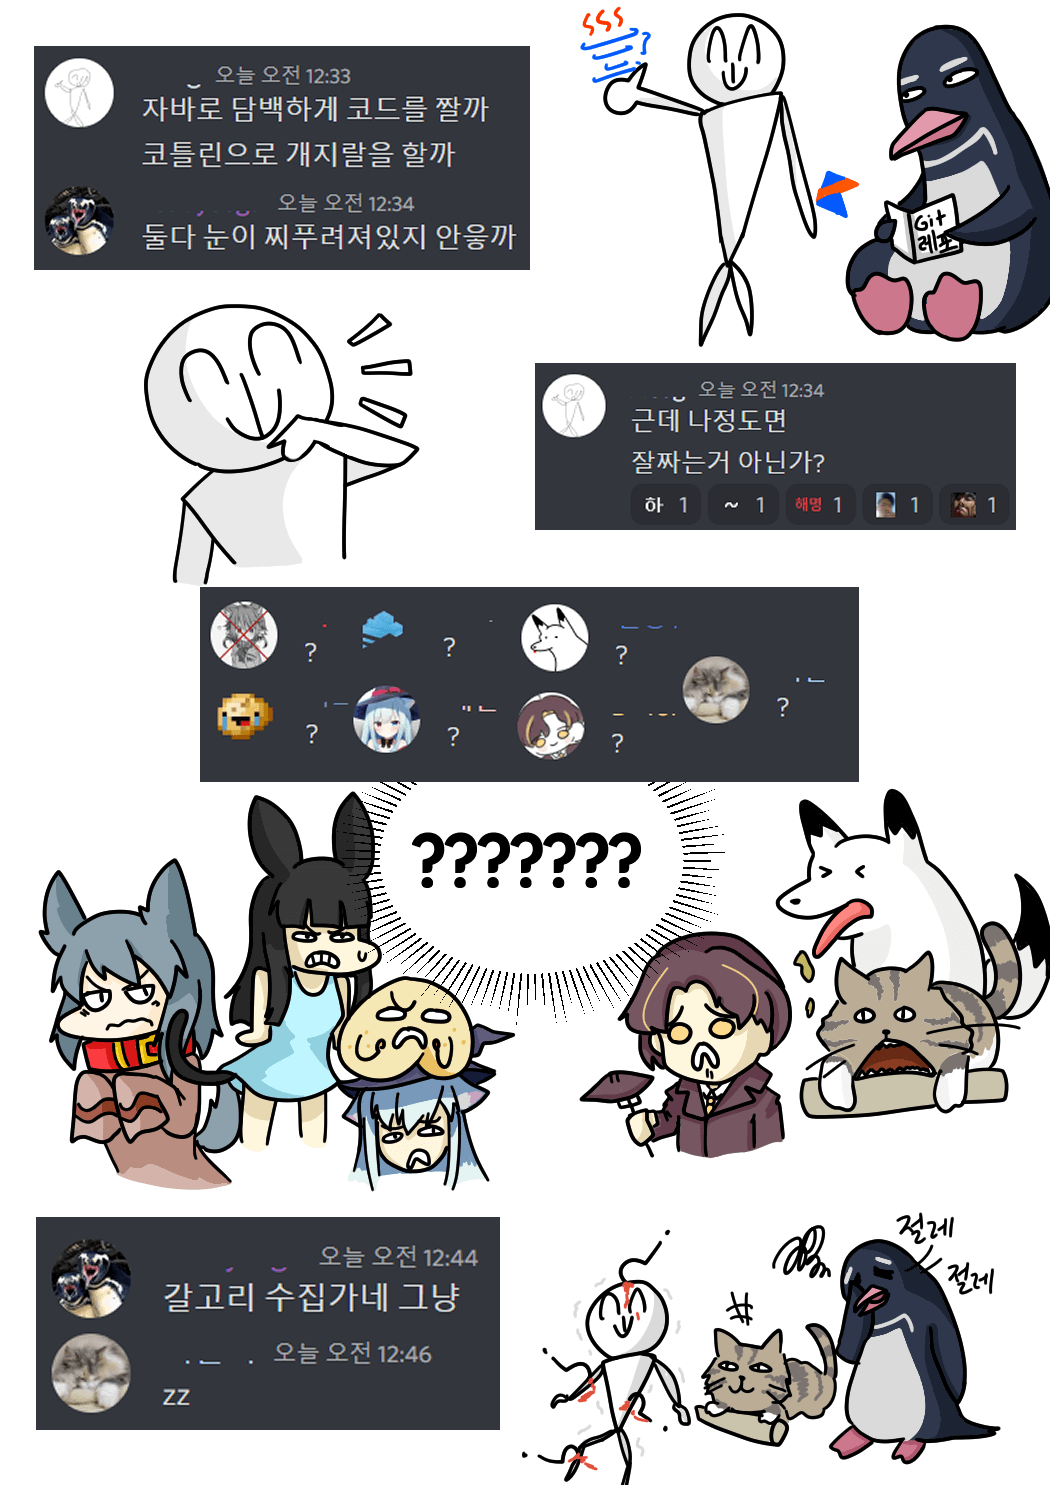 오늘 오전 12:33
자바로 담백하게 코드를 짤까
코틀린으로 개지랄을 할까
오늘 오전 12:34
둘다 눈이 찌푸려져있지 안읗까
?
Git
레포
오늘 오전 12:34
근데 나정도면
잘짜는거 아닌가?
하 1 ~ 1 해명 1 1 1
? ? ? ?
? ? ?
???????
오늘 오전 12:44
갈고리 수집가네 그냥
오늘 오전 12:46
zz
절레
절레